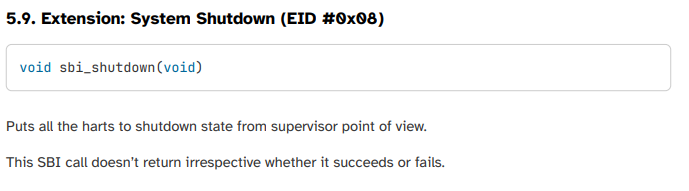 5.9. Extension: System Shutdown (EID #0x08)
void sbi_shutdown(void)
Puts all the harts to shutdown state from supervisor point of view.
This SBI call doesn't return irrespective whether it succeeds or fails.